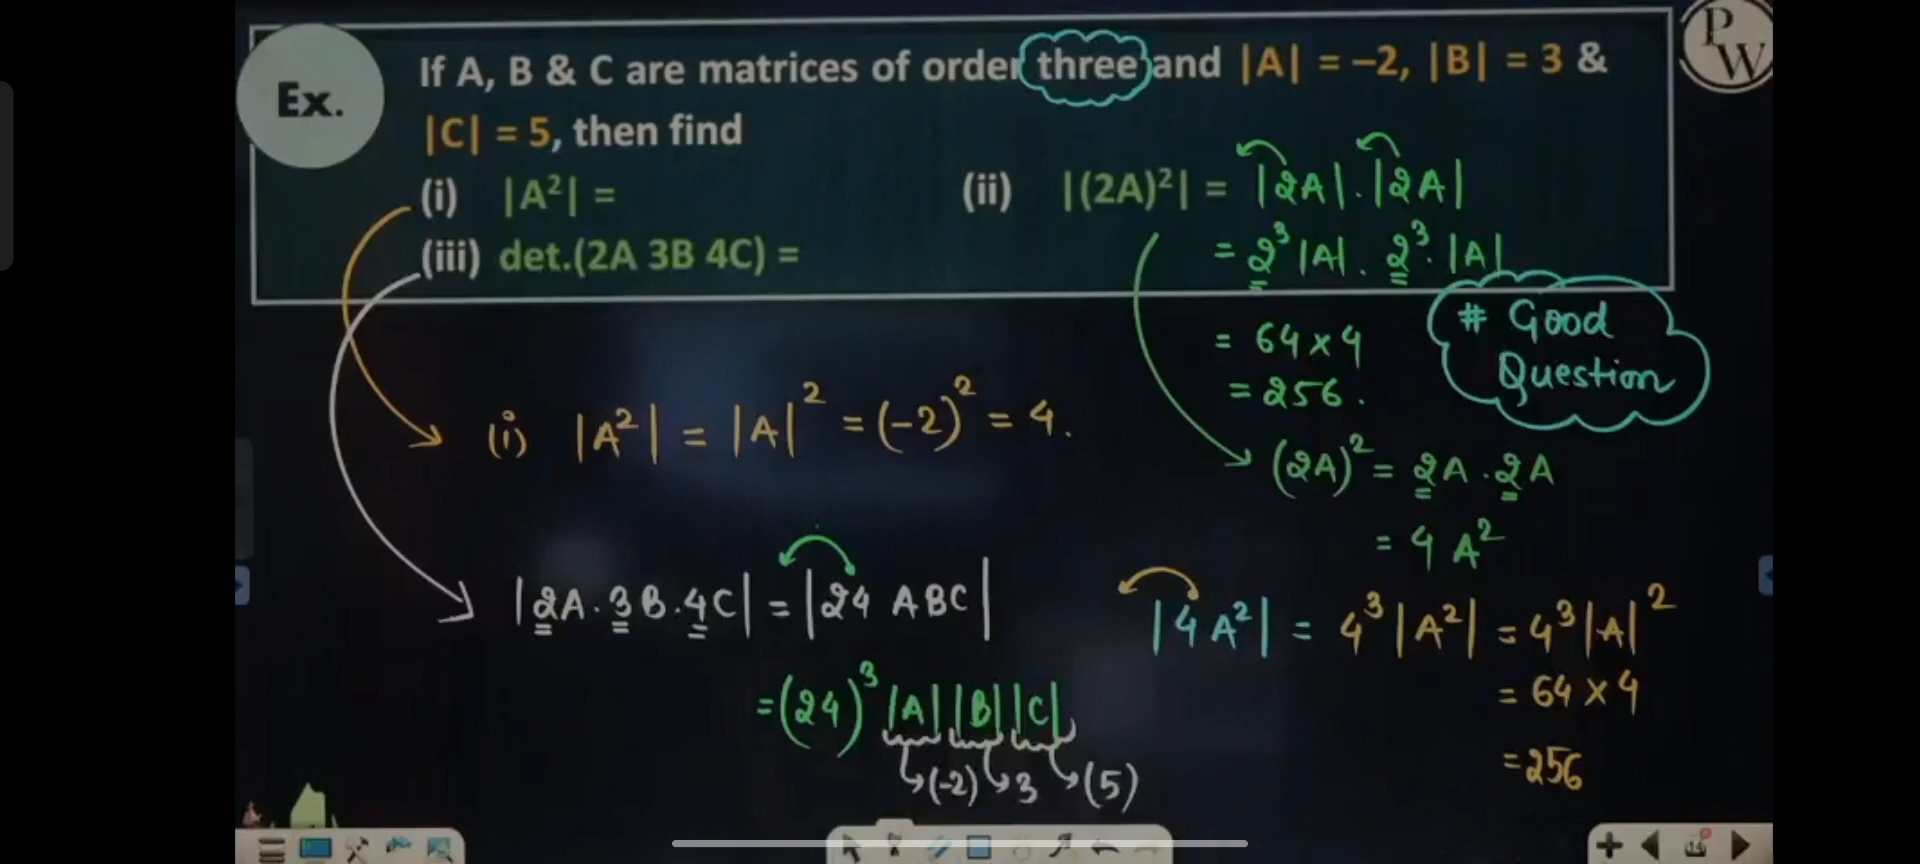 Ex.
If A, B & C are matrices of order three and |A| = –2, |B| = 3 &
|C| = 5, then find
(i) |A²| =
(ii) |(2A)²| = |2A|.|2A|
= 2³|A|. 2³.|A|
(iii) det.(2A 3B 4C) =
PW
= 64 × 4
= 256.
# Good
Question
(i) |A²| = |A|² = (-2)² = 4.
(2A)² = 2A.2A
= 4A²
|2A.3B.4C| = |24 ABC|
= (24)³ |A||B||C|
(-2) 3 (5)
|4A²| = 4³|A²| = 4³|A|²
= 64 × 4
= 256